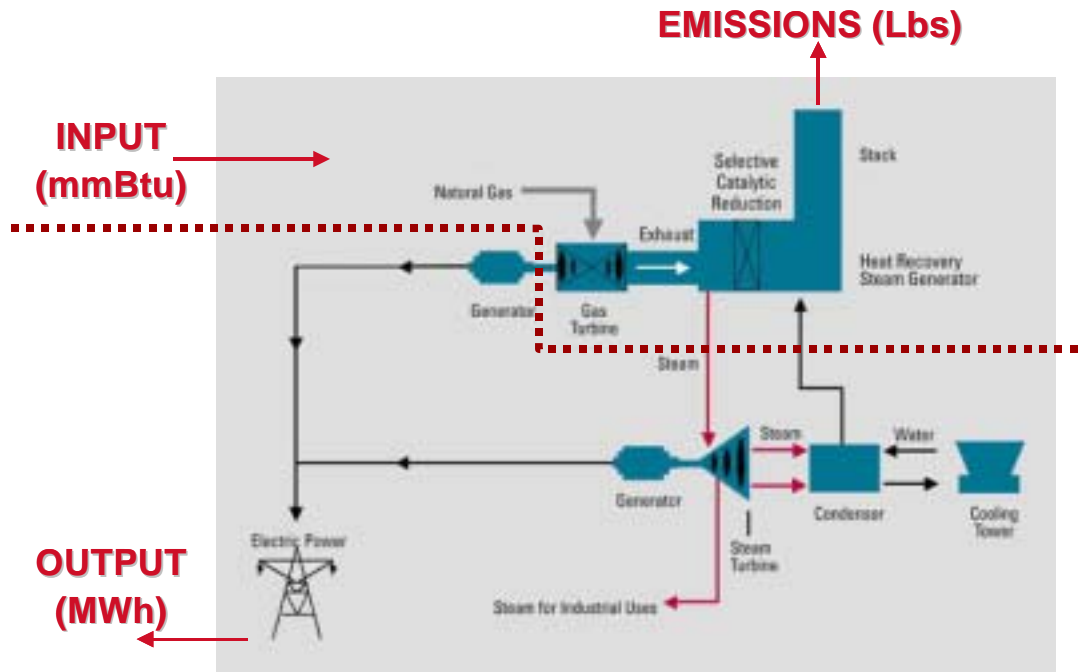 EMISSIONS (Lbs)
INPUT
(mmBtu)
Natural Gas
Selective
Catalytic
Reduction
Stack
Exhaust
Heat Recovery
Steam Generator
Generator
Gas
Turbine
Steam
Steam
Water
Generator
Condenser
Cooling
Tower
Electric Power
Steam
Turbine
OUTPUT
(MWh)
Steam for Industrial Uses